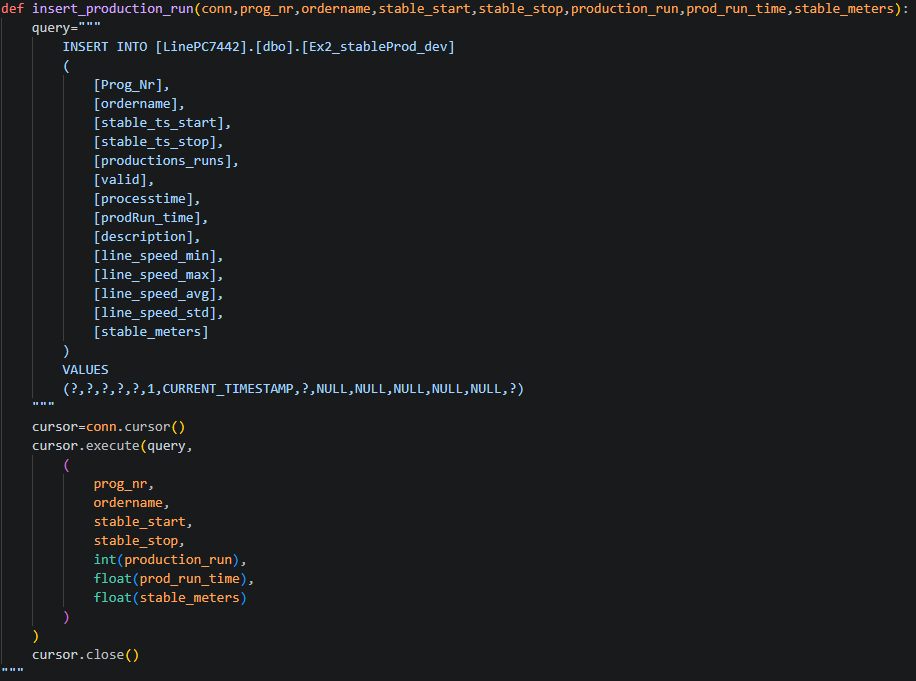 def insert_production_run(conn,prog_nr,ordername,stable_start,stable_stop,production_run,prod_run_time,stable_meters):
    query="""
        INSERT INTO [LinePC7442].[dbo].[Ex2_stableProd_dev]
        (
            [Prog_Nr],
            [ordername],
            [stable_ts_start],
            [stable_ts_stop],
            [productions_runs],
            [valid],
            [processtime],
            [prodRun_time],
            [description],
            [line_speed_min],
            [line_speed_max],
            [line_speed_avg],
            [line_speed_std],
            [stable_meters]
        )
        VALUES
        (?,?,?,?,?,1,CURRENT_TIMESTAMP,?,NULL,NULL,NULL,NULL,NULL,?)
    """
    cursor=conn.cursor()
    cursor.execute(query,
        (
            prog_nr,
            ordername,
            stable_start,
            stable_stop,
            int(production_run),
            float(prod_run_time),
            float(stable_meters)
        )
    )
    cursor.close()
"""